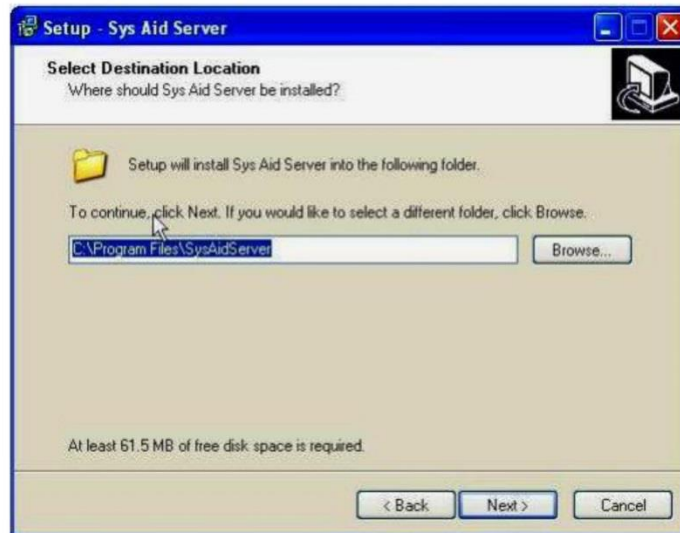 Setup - Sys Aid Server
Select Destination Location
Where should Sys Aid Server be installed?
Setup will install Sys Aid Server into the following folder.
To continue, click Next. If you would like to select a different folder, click Browse.
C:\Program Files\SysAidServer
Browse...
At least 61.5 MB of free disk space is required.
< Back
Next >
Cancel